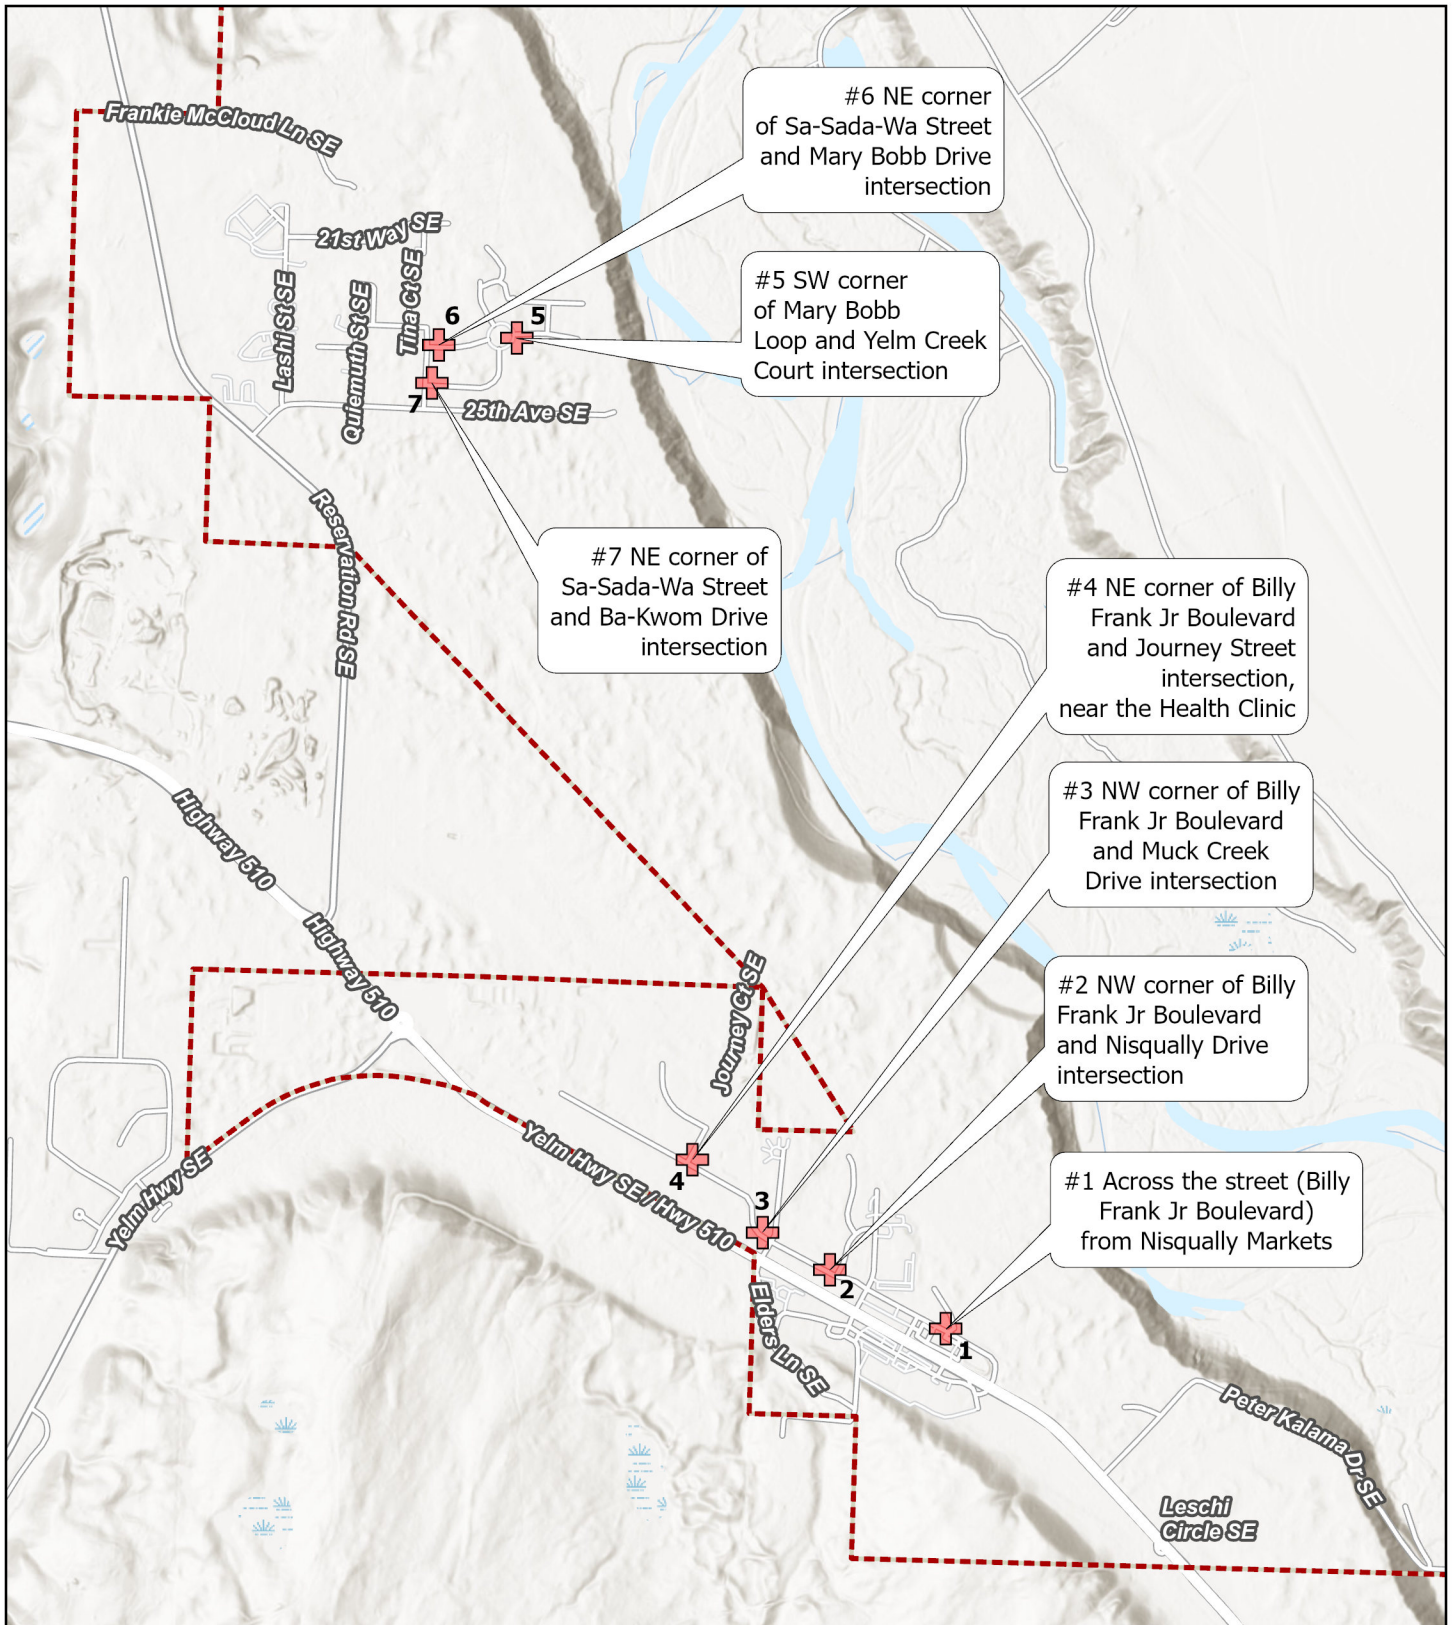 Frankie McCloud Ln SE
#6 NE corner
of Sa-Sada-Wa Street
and Mary Bobb Drive
intersection
21st Way SE
Lashi St SE
Quiemuth St SE
Tina Ct SE
#5 SW corner
of Mary Bobb
Loop and Yelm Creek
Court intersection
6
5
7
25th Ave SE
Reservation Rd SE
#7 NE corner of
Sa-Sada-Wa Street
and Ba-Kwom Drive
intersection
#4 NE corner of Billy
Frank Jr Boulevard
and Journey Street
intersection,
near the Health Clinic
#3 NW corner of Billy
Frank Jr Boulevard
and Muck Creek
Drive intersection
Highway 510
Highway 510
Highway 510
Journey Ct SE
#2 NW corner of Billy
Frank Jr Boulevard
and Nisqually Drive
intersection
Yelm Hwy SE
Yelm Hwy SE / Hwy 510
4
3
#1 Across the street (Billy
Frank Jr Boulevard)
from Nisqually Markets
2
1
Elders Ln SE
Peter Kalama Dr SE
Leschi
Circle SE